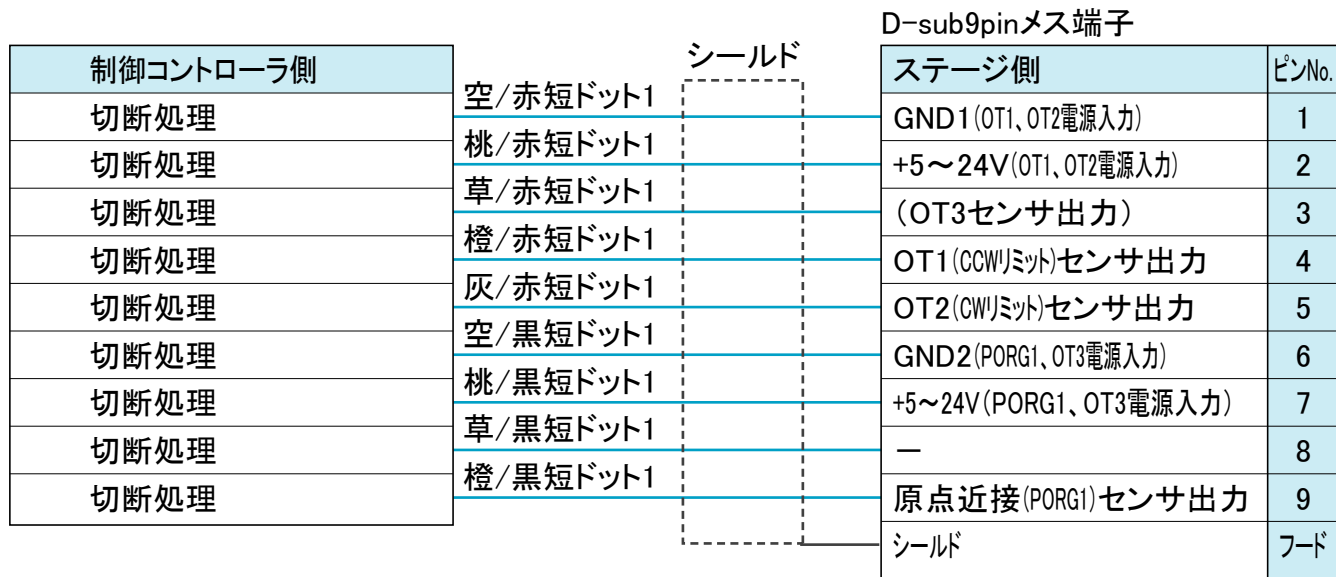 D-sub9pinメス端子
シールド
制御コントローラ側 ステージ側 ピンNo.
切断処理 空/赤短ドット1 GND1(OT1、OT2電源入力) 1
切断処理 桃/赤短ドット1 +5～24V(OT1、OT2電源入力) 2
切断処理 草/赤短ドット1 (OT3センサ出力) 3
切断処理 橙/赤短ドット1 OT1(CCWリミット)センサ出力 4
切断処理 灰/赤短ドット1 OT2(CWリミット)センサ出力 5
切断処理 空/黒短ドット1 GND2(PORG1、OT3電源入力) 6
切断処理 桃/黒短ドット1 +5～24V(PORG1、OT3電源入力) 7
切断処理 草/黒短ドット1 － 8
切断処理 橙/黒短ドット1 原点近接(PORG1)センサ出力 9
シールド フード